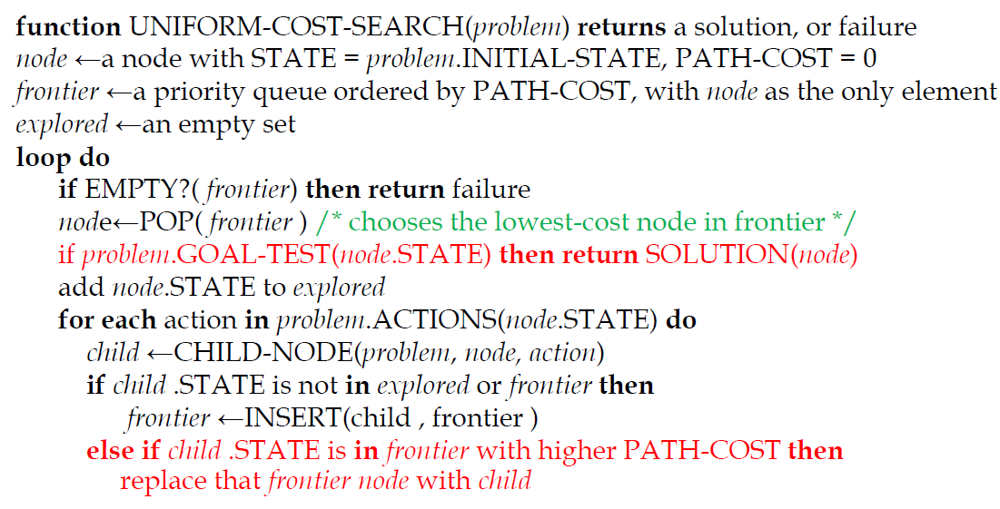 function UNIFORM-COST-SEARCH(problem) returns a solution, or failure
node ←a node with STATE = problem.INITIAL-STATE, PATH-COST = 0
frontier ←a priority queue ordered by PATH-COST, with node as the only element
explored ←an empty set
loop do
if EMPTY?( frontier) then return failure
node←POP( frontier ) /* chooses the lowest-cost node in frontier */
if problem.GOAL-TEST(node.STATE) then return SOLUTION(node)
add node.STATE to explored
for each action in problem.ACTIONS(node.STATE) do
child ←CHILD-NODE(problem, node, action)
if child .STATE is not in explored or frontier then
frontier ←INSERT(child , frontier )
else if child .STATE is in frontier with higher PATH-COST then
replace that frontier node with child